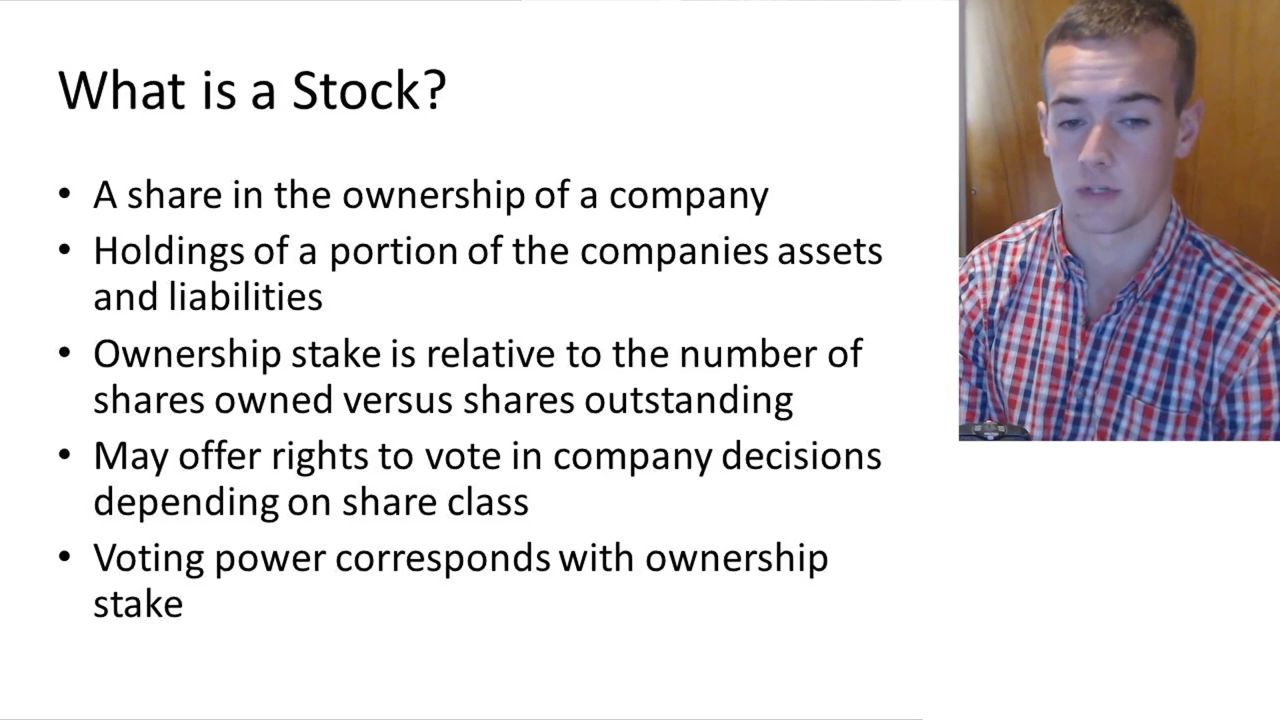 What is a Stock?
• A share in the ownership of a company
• Holdings of a portion of the companies assets
and liabilities
• Ownership stake is relative to the number of
shares owned versus shares outstanding
• May offer rights to vote in company decisions
depending on share class
• Voting power corresponds with ownership
stake